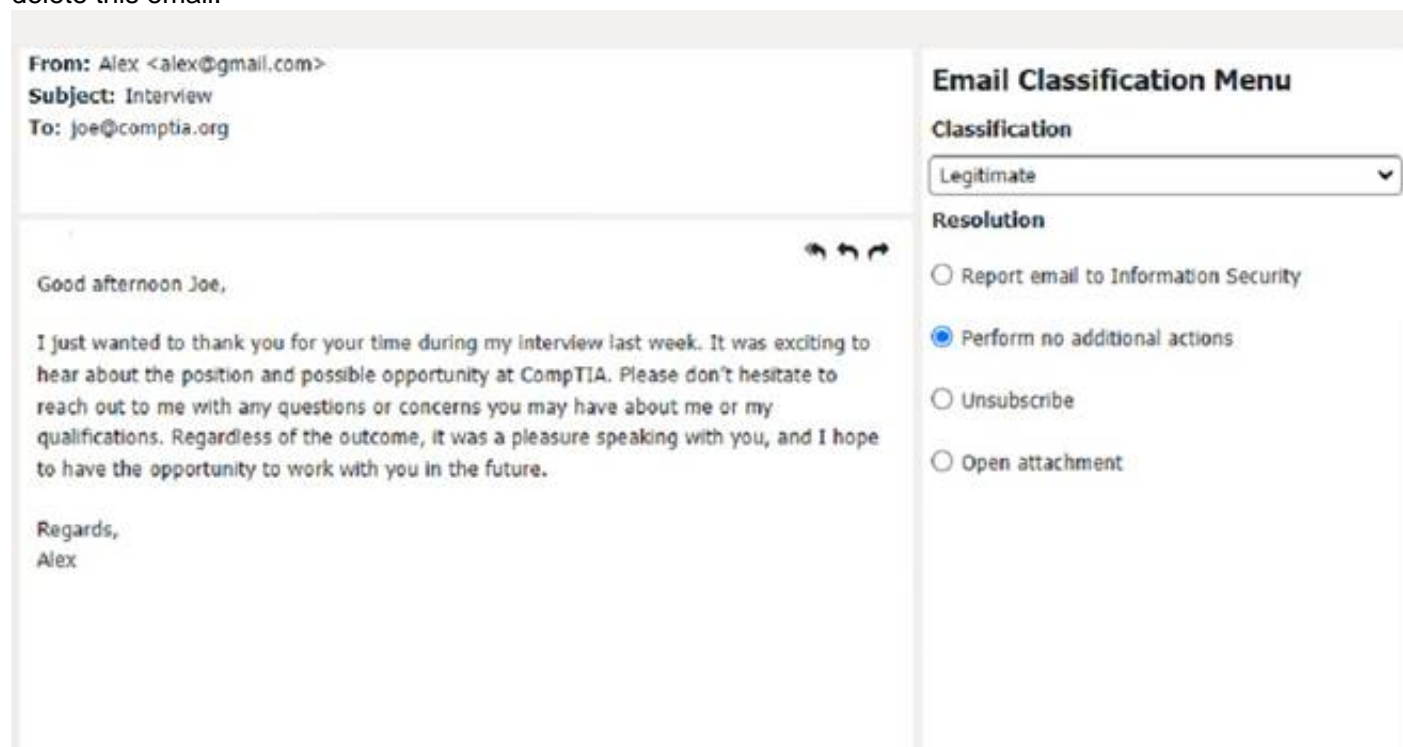 delete this email.
From: Alex <alex@gmail.com>
Subject: Interview
To: joe@comptia.org
Good afternoon Joe,
I just wanted to thank you for your time during my interview last week. It was exciting to
hear about the position and possible opportunity at CompTIA. Please don't hesitate to
reach out to me with any questions or concerns you may have about me or my
qualifications. Regardless of the outcome, it was a pleasure speaking with you, and I hope
to have the opportunity to work with you in the future.
Regards,
Alex
Email Classification Menu
Classification
Legitimate
Resolution
Report email to Information Security
Perform no additional actions
Unsubscribe
Open attachment